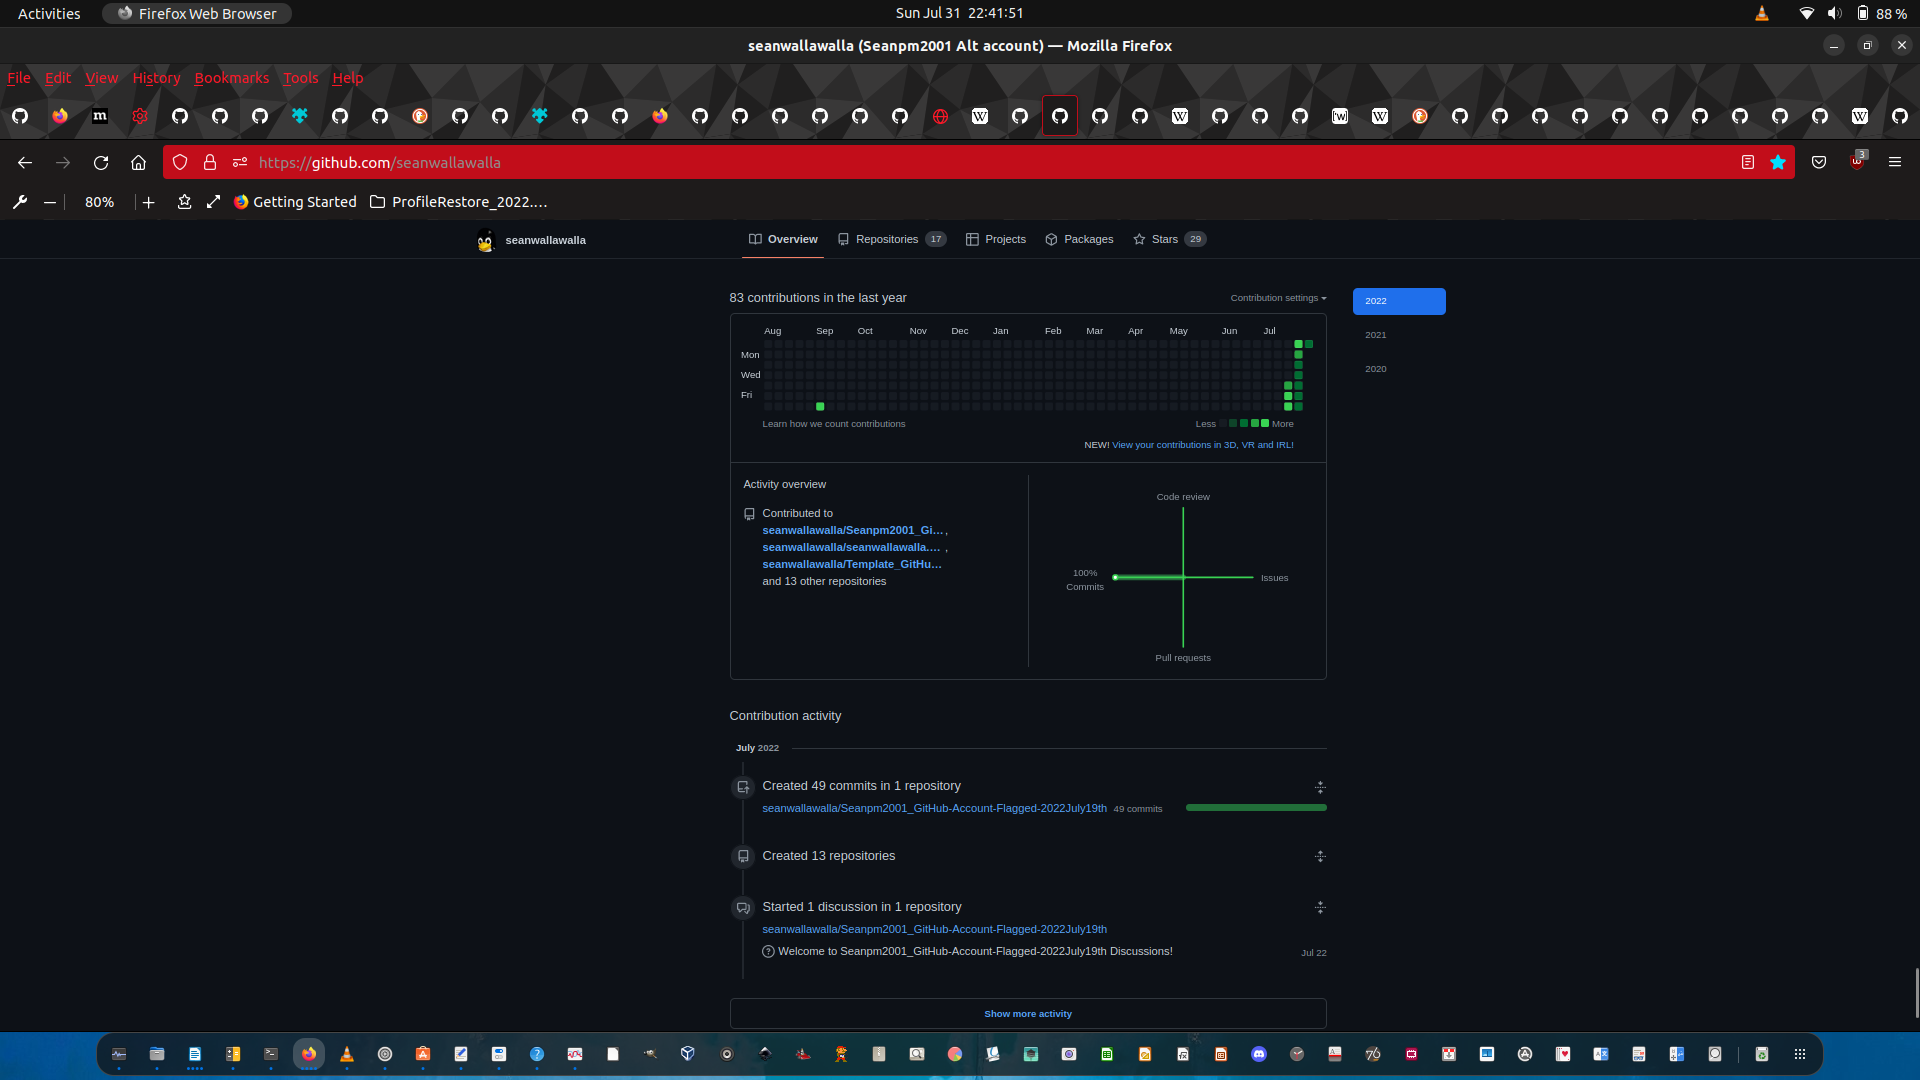 Activities
Firefox Web Browser
Sun Jul 31 22:41:51
88 %
seanwallawalla (Seanpm2001 Alt account) — Mozilla Firefox
File Edit View History Bookmarks Tools Help
https://github.com/seanwallawalla
3
80%
Getting Started
ProfileRestore_2022.…
seanwallawalla
Overview
Repositories 17
Projects
Packages
Stars 29
83 contributions in the last year
Contribution settings
2022
2021
2020
Aug Sep Oct Nov Dec Jan Feb Mar Apr May Jun Jul
Mon
Wed
Fri
Learn how we count contributions
Less More
NEW! View your contributions in 3D, VR and IRL!
Activity overview
Contributed to
seanwallawalla/Seanpm2001_Gi… ,
seanwallawalla/seanwallawalla.… ,
seanwallawalla/Template_GitHu…
and 13 other repositories
Code review
100%
Commits
Issues
Pull requests
Contribution activity
July 2022
Created 49 commits in 1 repository
seanwallawalla/Seanpm2001_GitHub-Account-Flagged-2022July19th 49 commits
Created 13 repositories
Started 1 discussion in 1 repository
seanwallawalla/Seanpm2001_GitHub-Account-Flagged-2022July19th
Welcome to Seanpm2001_GitHub-Account-Flagged-2022July19th Discussions!
Jul 22
Show more activity